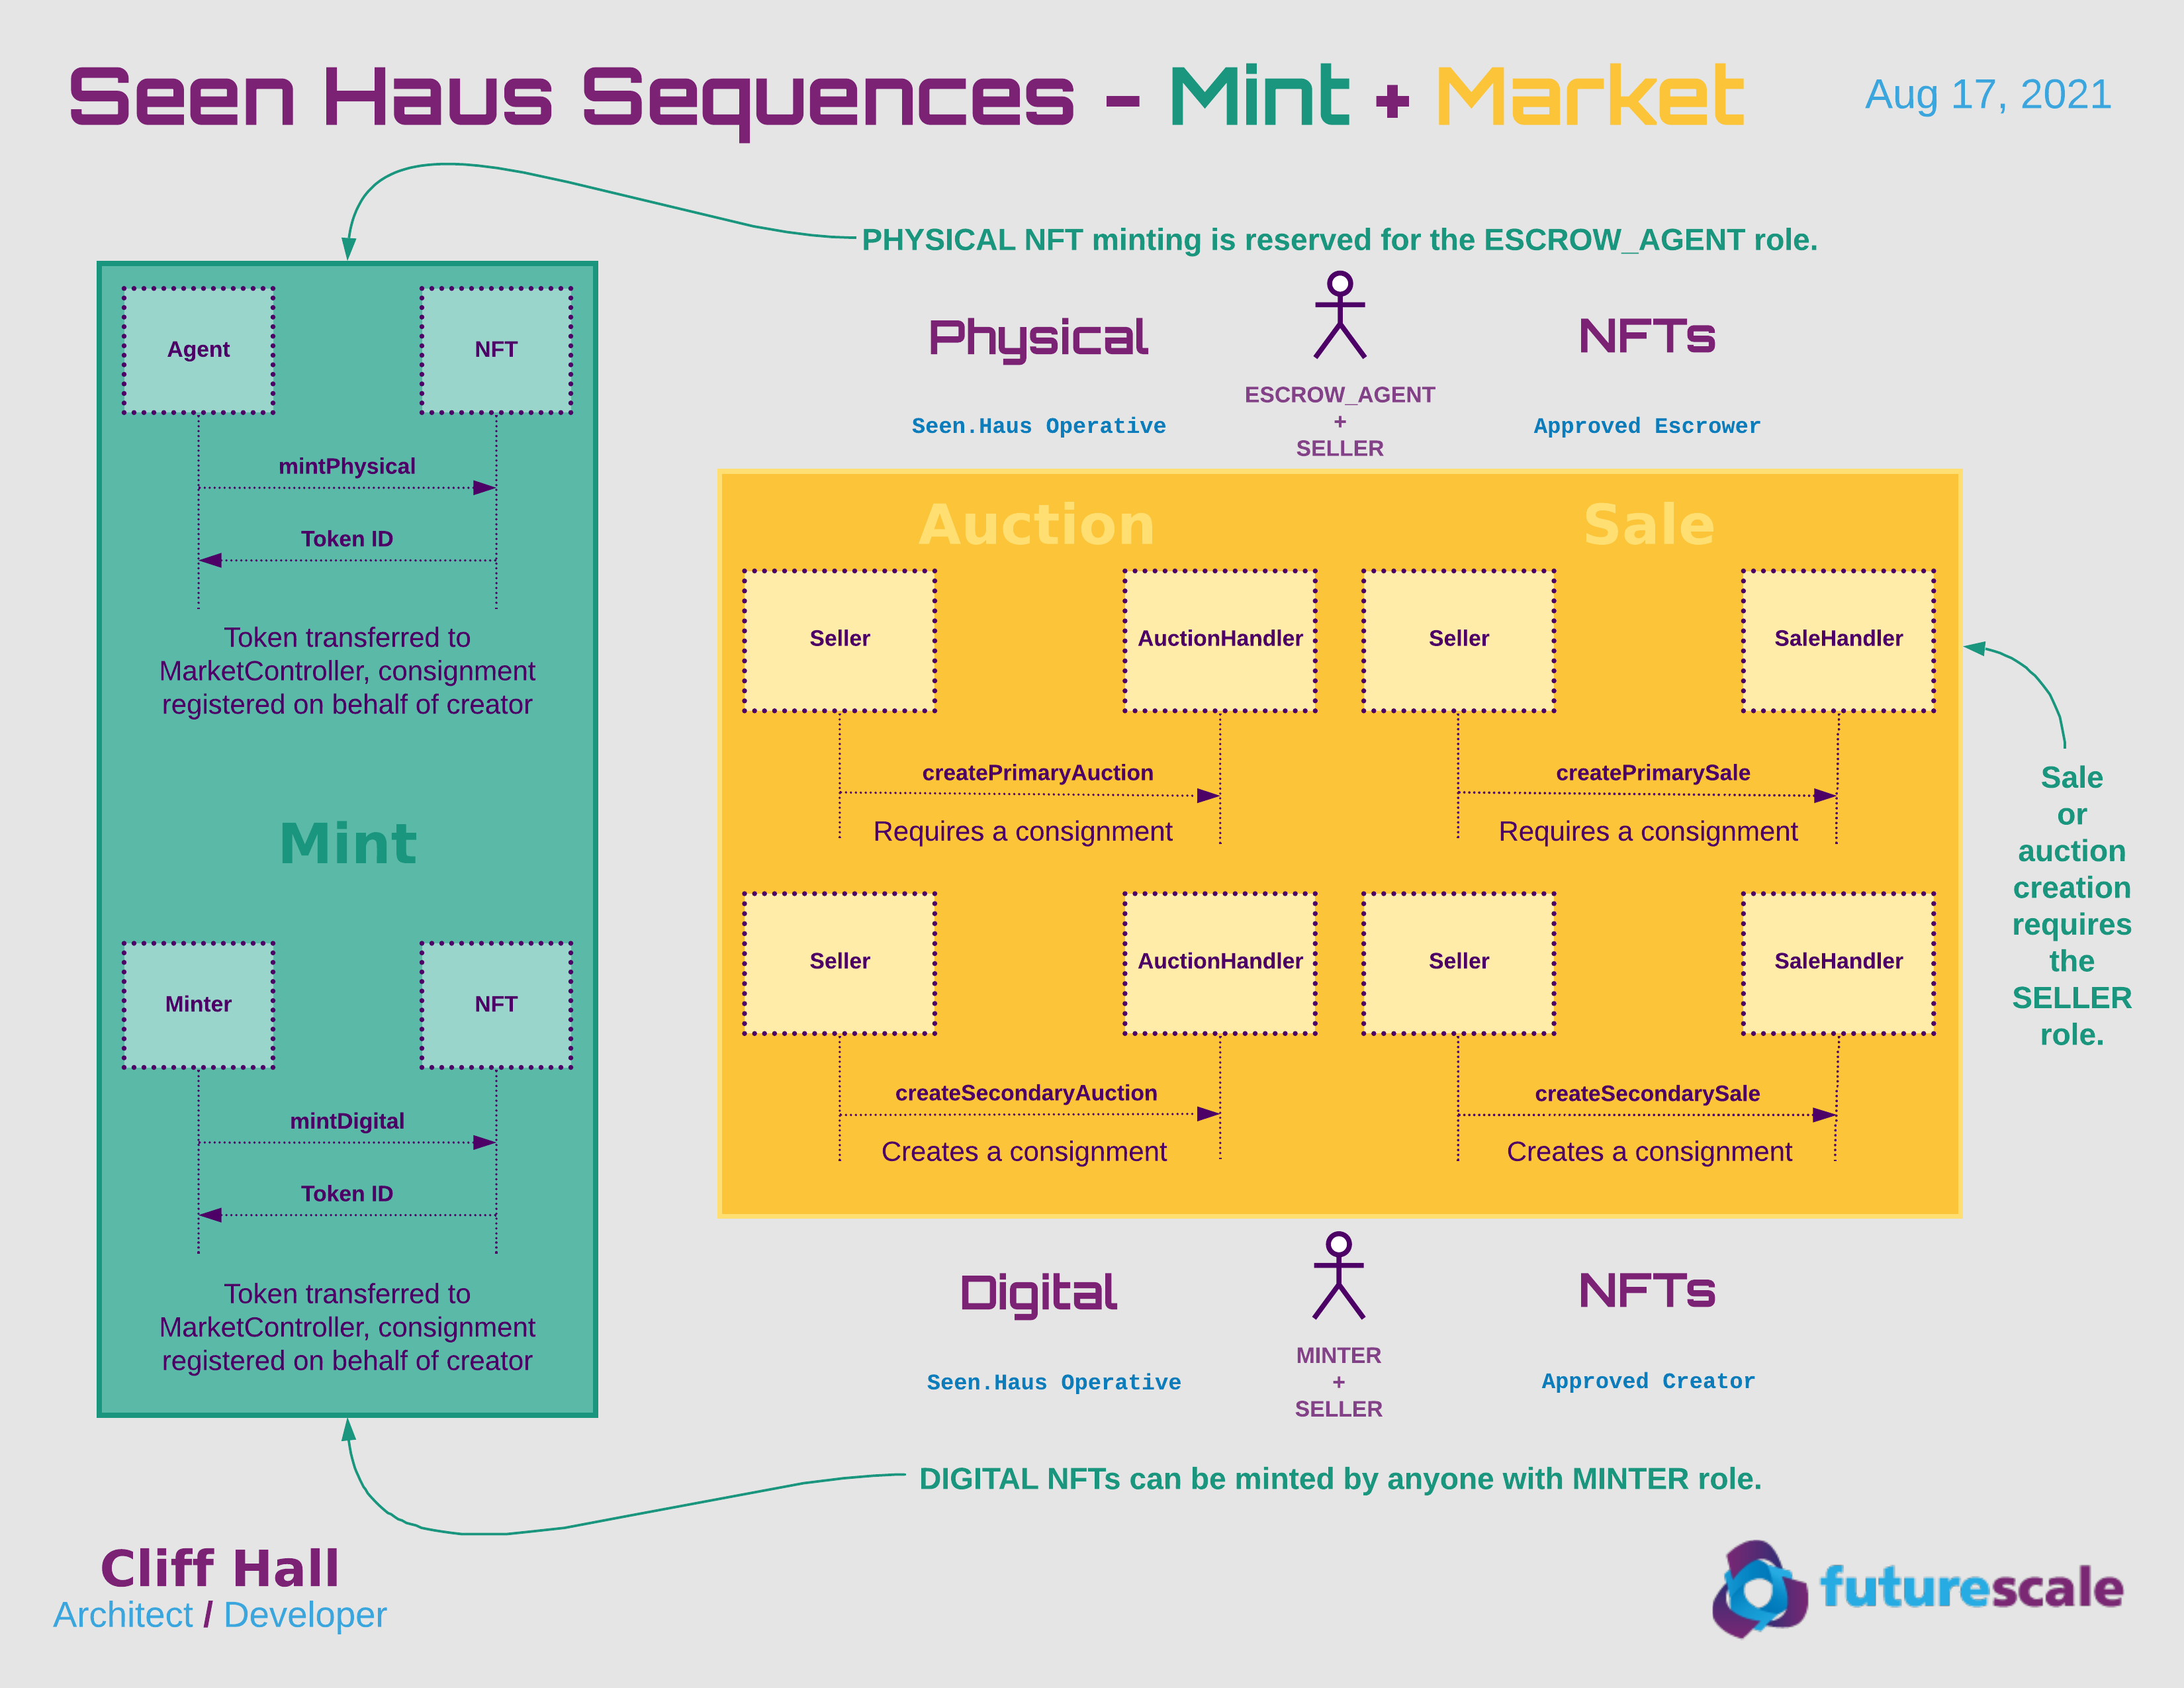 Seen Haus Sequences - Mint + Market
Aug 17, 2021
PHYSICAL NFT minting is reserved for the ESCROW_AGENT role.
Agent
NFT
mintPhysical
Token ID
Token transferred to
MarketController, consignment
registered on behalf of creator
Mint
Minter
NFT
mintDigital
Token ID
Token transferred to
MarketController, consignment
registered on behalf of creator
Physical
NFTs
ESCROW_AGENT
+
SELLER
Seen.Haus Operative
Approved Escrower
Auction
Sale
Seller
AuctionHandler
Seller
SaleHandler
createPrimaryAuction
createPrimarySale
Requires a consignment
Requires a consignment
Seller
AuctionHandler
Seller
SaleHandler
createSecondaryAuction
createSecondarySale
Creates a consignment
Creates a consignment
Sale
or
auction
creation
requires
the
SELLER
role.
Digital
NFTs
MINTER
+
SELLER
Seen.Haus Operative
Approved Creator
DIGITAL NFTs can be minted by anyone with MINTER role.
Cliff Hall
Architect / Developer
futurescale